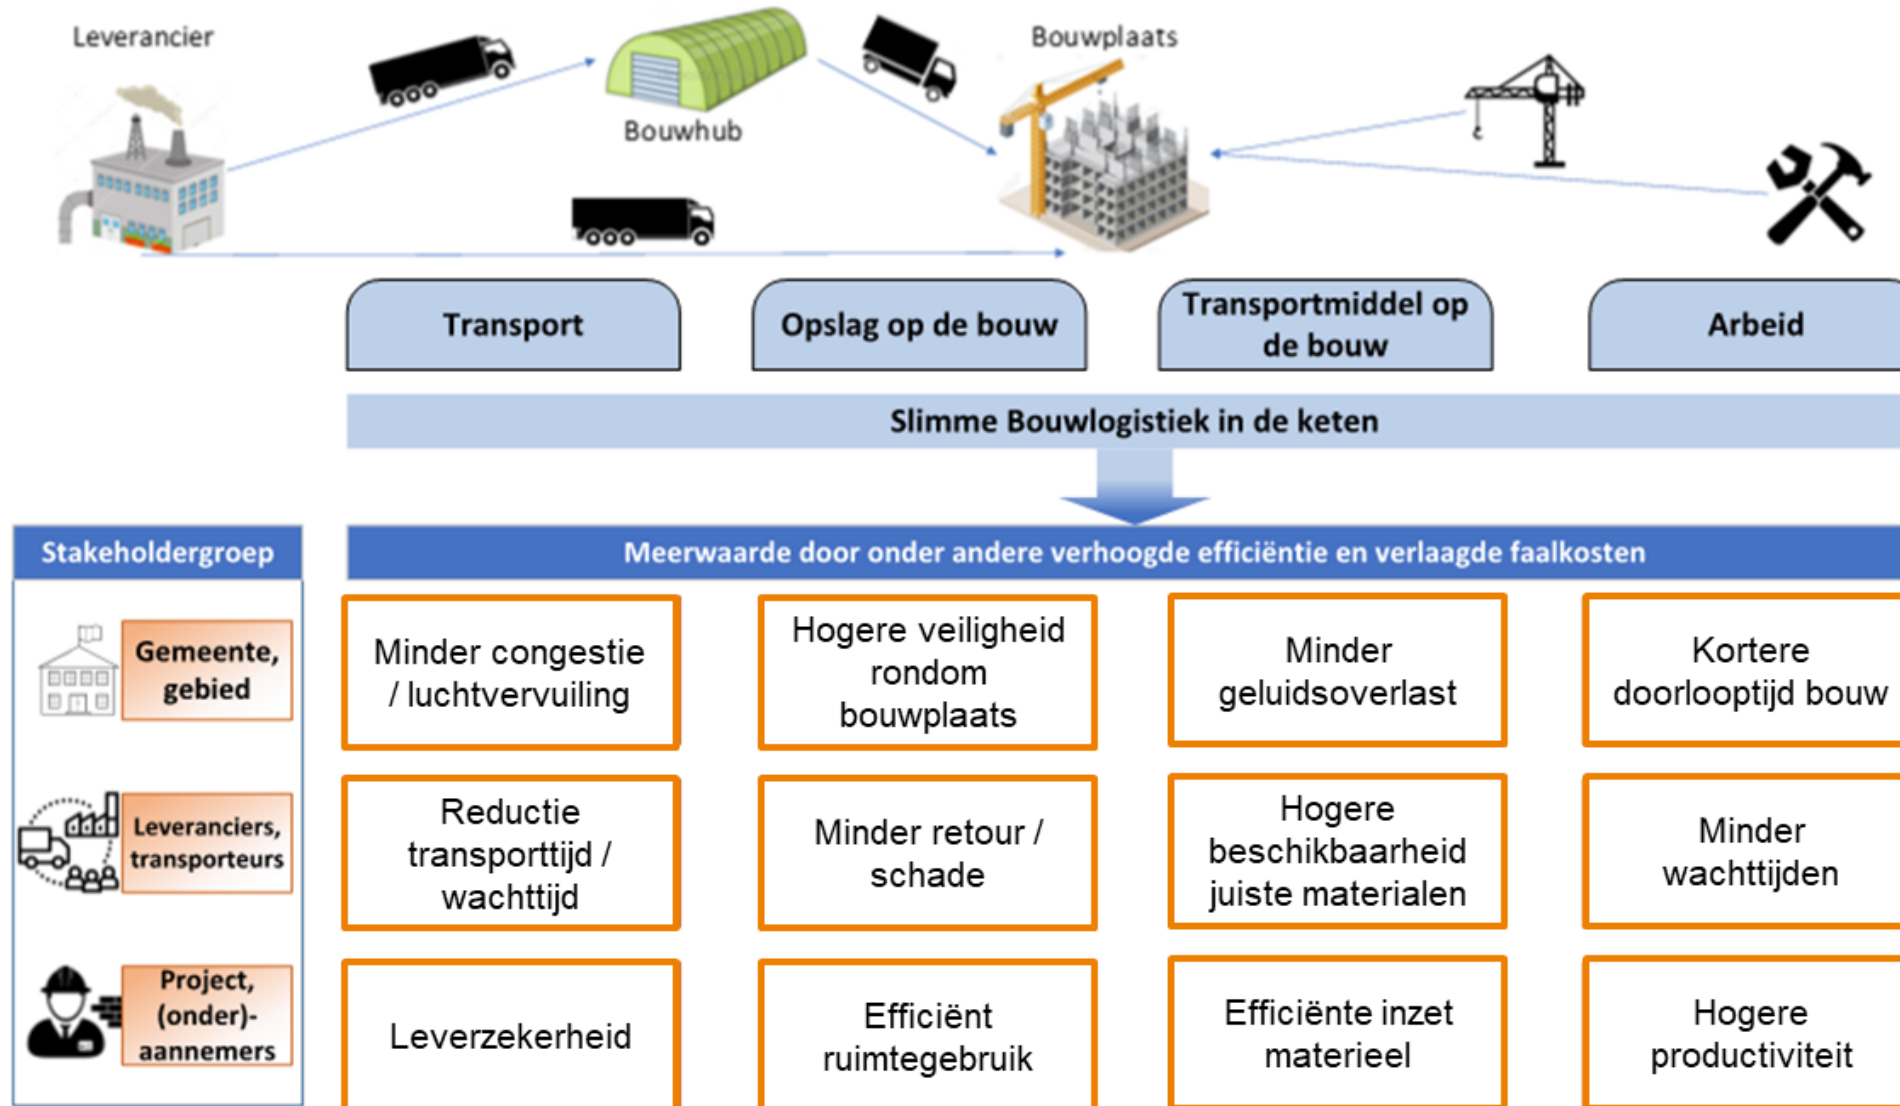 Leverancier
Bouwhub
Bouwplaats
Transport
Opslag op de bouw
Transportmiddel op
de bouw
Arbeid
Slimme Bouwlogistiek in de keten
Stakeholdergroep
Meerwaarde door onder andere verhoogde efficiëntie en verlaagde faalkosten
Gemeente,
gebied
Minder congestie
/ luchtvervuiling
Hogere veiligheid
rondom
bouwplaats
Minder
geluidsoverlast
Kortere
doorlooptijd bouw
Leveranciers,
transporteurs
Reductie
transporttijd /
wachttijd
Minder retour /
schade
Hogere
beschikbaarheid
juiste materialen
Minder
wachttijden
Project,
(onder)-
aannemers
Leverzekerheid
Efficiënt
ruimtegebruik
Efficiënte inzet
materieel
Hogere
productiviteit